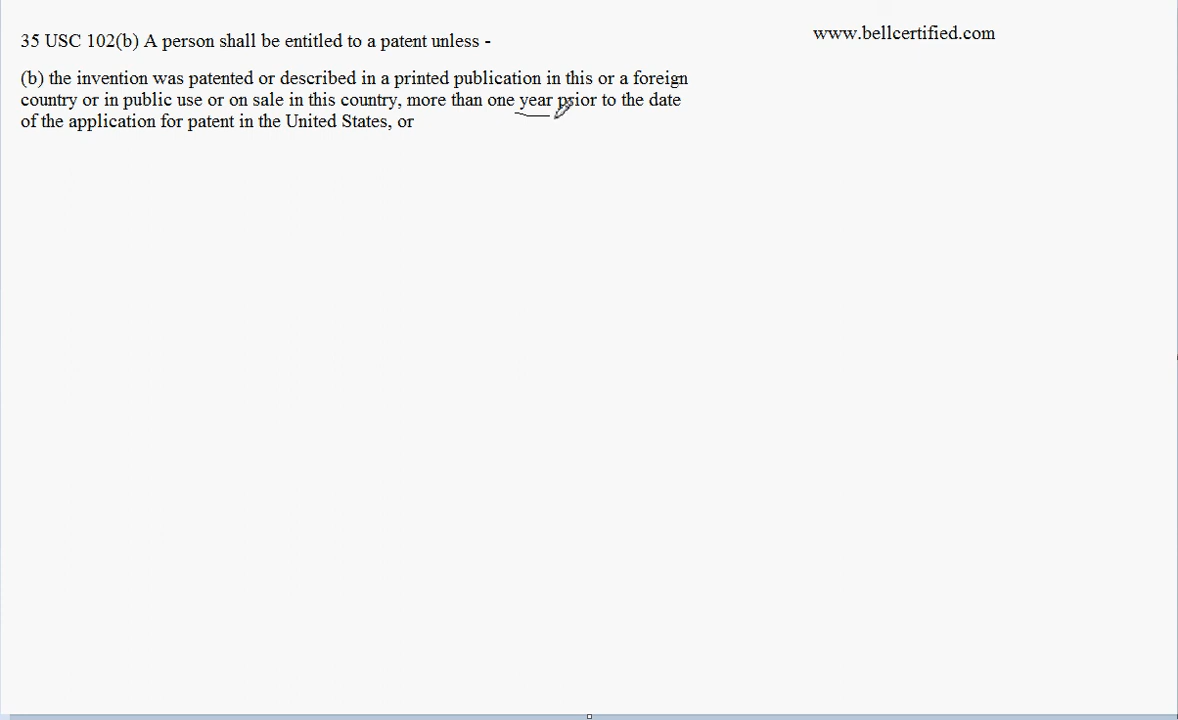 35 USC 102(b) A person shall be entitled to a patent unless -
www.bellcertified.com
(b) the invention was patented or described in a printed publication in this or a foreign
country or in public use or on sale in this country, more than one year prior to the date
of the application for patent in the United States, or